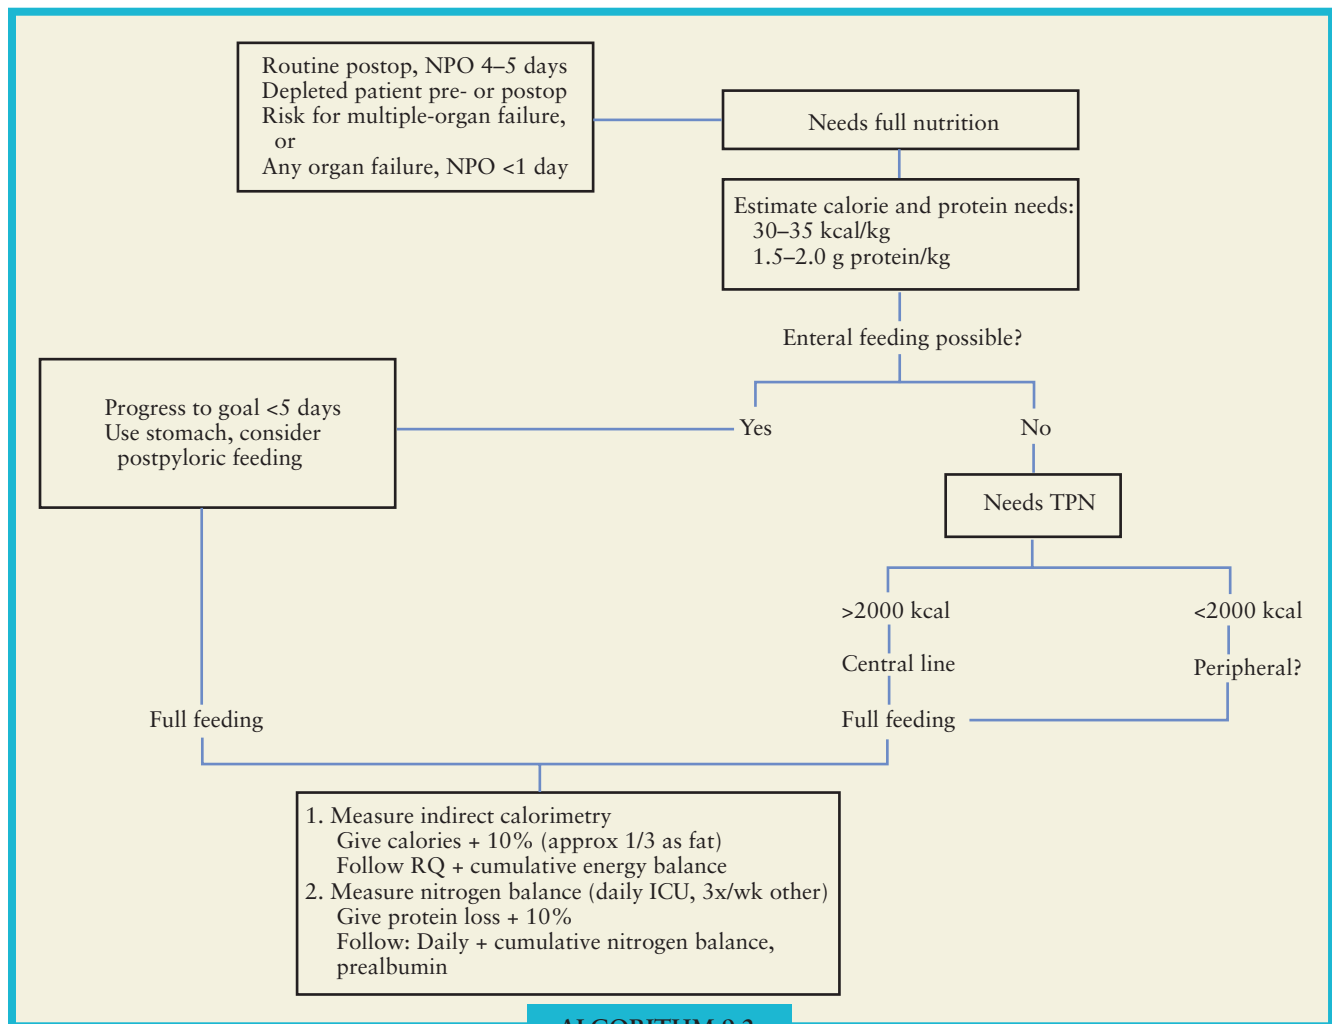 Routine postop, NPO 4–5 days
Depleted patient pre- or postop
Risk for multiple-organ failure,
or
Any organ failure, NPO <1 day
Needs full nutrition
Estimate calorie and protein needs:
30–35 kcal/kg
1.5–2.0 g protein/kg
Enteral feeding possible?
Yes
No
Progress to goal <5 days
Use stomach, consider
postpyloric feeding
Needs TPN
>2000 kcal
<2000 kcal
Central line
Peripheral?
Full feeding
Full feeding
1. Measure indirect calorimetry
Give calories + 10% (approx 1/3 as fat)
Follow RQ + cumulative energy balance
2. Measure nitrogen balance (daily ICU, 3x/wk other)
Give protein loss + 10%
Follow: Daily + cumulative nitrogen balance,
prealbumin
ALGORITHM